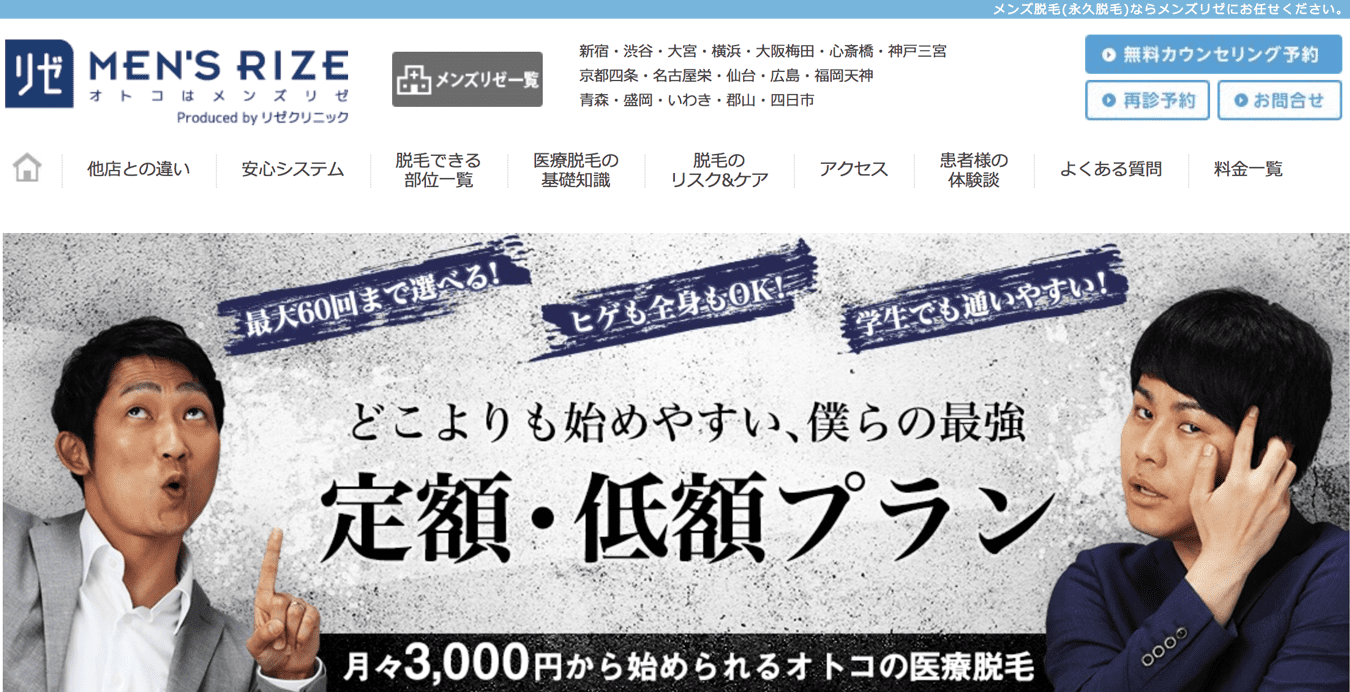 メンズ脱毛(永久脱毛)ならメンズリゼにお任せください。
リゼ
MEN'S RIZE
オトコはメンズリゼ
Produced by リゼクリニック
メンズリゼ一覧
新宿・渋谷・大宮・横浜・大阪梅田・心斎橋・神戸三宮
京都四条・名古屋栄・仙台・広島・福岡天神
青森・盛岡・いわき・郡山・四日市
無料カウンセリング予約
再診予約
お問合せ
他店との違い
安心システム
脱毛できる
部位一覧
医療脱毛の
基礎知識
脱毛の
リスク&ケア
アクセス
患者様の
体験談
よくある質問
料金一覧
最大60回まで選べる!
ヒゲも全身もOK!
学生でも通いやすい!
どこよりも始めやすい、僕らの最強
定額・低額プラン
月々3,000円から始められるオトコの医療脱毛